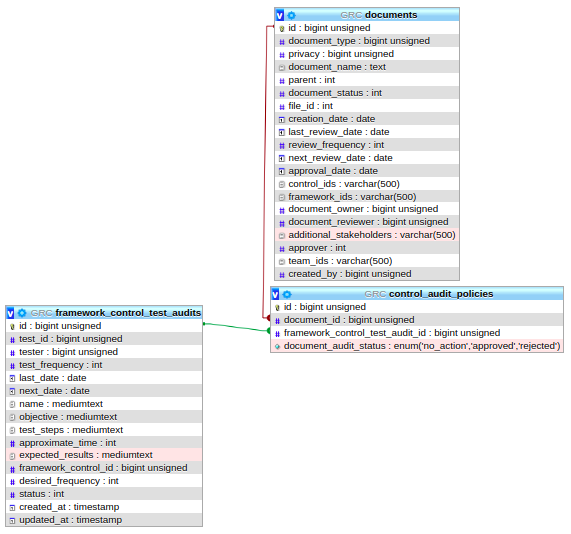 GRC documents
id : bigint unsigned
document_type : bigint unsigned
privacy : bigint unsigned
document_name : text
parent : int
document_status : int
file_id : int
creation_date : date
last_review_date : date
review_frequency : int
next_review_date : date
approval_date : date
control_ids : varchar(500)
framework_ids : varchar(500)
document_owner : bigint unsigned
document_reviewer : bigint unsigned
additional_stakeholders : varchar(500)
approver : int
team_ids : varchar(500)
created_by : bigint unsigned
GRC control_audit_policies
id : bigint unsigned
document_id : bigint unsigned
framework_control_test_audit_id : bigint unsigned
document_audit_status : enum('no_action','approved','rejected')
GRC framework_control_test_audits
id : bigint unsigned
test_id : bigint unsigned
tester : bigint unsigned
test_frequency : int
last_date : date
next_date : date
name : mediumtext
objective : mediumtext
test_steps : mediumtext
approximate_time : int
expected_results : mediumtext
framework_control_id : bigint unsigned
desired_frequency : int
status : int
created_at : timestamp
updated_at : timestamp